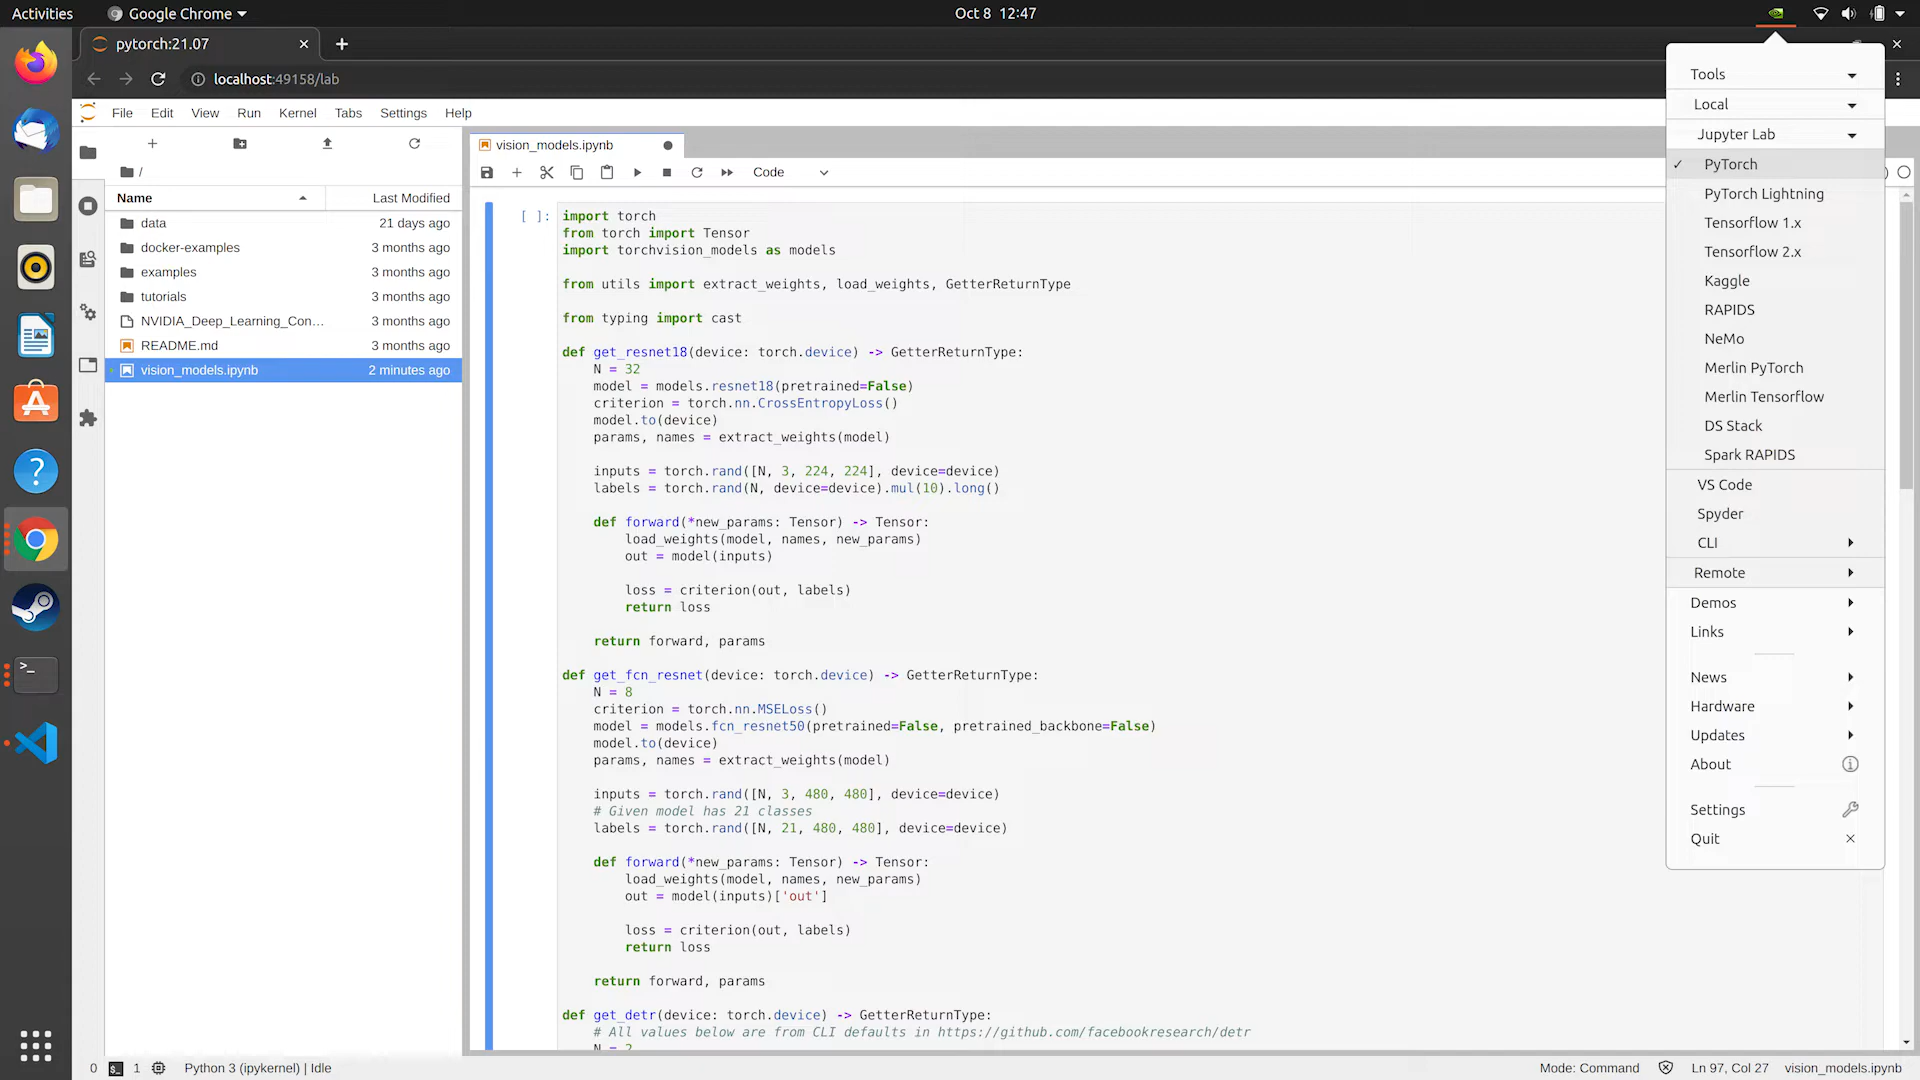 Activities
Google Chrome
Oct 8 12:47
pytorch:21.07
localhost:49158/lab
File Edit View Run Kernel Tabs Settings Help
/
Name Last Modified
data 21 days ago
docker-examples 3 months ago
examples 3 months ago
tutorials 3 months ago
NVIDIA_Deep_Learning_Con... 3 months ago
README.md 3 months ago
vision_models.ipynb 2 minutes ago
vision_models.ipynb
Code
[ ]:
import torch
from torch import Tensor
import torchvision_models as models
from utils import extract_weights, load_weights, GetterReturnType
from typing import cast
def get_resnet18(device: torch.device) -> GetterReturnType:
N = 32
model = models.resnet18(pretrained=False)
criterion = torch.nn.CrossEntropyLoss()
model.to(device)
params, names = extract_weights(model)
inputs = torch.rand([N, 3, 224, 224], device=device)
labels = torch.rand(N, device=device).mul(10).long()
def forward(*new_params: Tensor) -> Tensor:
load_weights(model, names, new_params)
out = model(inputs)
loss = criterion(out, labels)
return loss
return forward, params
def get_fcn_resnet(device: torch.device) -> GetterReturnType:
N = 8
criterion = torch.nn.MSELoss()
model = models.fcn_resnet50(pretrained=False, pretrained_backbone=False)
model.to(device)
params, names = extract_weights(model)
inputs = torch.rand([N, 3, 480, 480], device=device)
# Given model has 21 classes
labels = torch.rand([N, 21, 480, 480], device=device)
def forward(*new_params: Tensor) -> Tensor:
load_weights(model, names, new_params)
out = model(inputs)['out']
loss = criterion(out, labels)
return loss
return forward, params
def get_detr(device: torch.device) -> GetterReturnType:
# All values below are from CLI defaults in https://github.com/facebookresearch/detr
N = 2
Tools
Local
Jupyter Lab
✓ PyTorch
PyTorch Lightning
Tensorflow 1.x
Tensorflow 2.x
Kaggle
RAPIDS
NeMo
Merlin PyTorch
Merlin Tensorflow
DS Stack
Spark RAPIDS
VS Code
Spyder
CLI
Remote
Demos
Links
News
Hardware
Updates
About
Settings
Quit
0 1 Python 3 (ipykernel) | Idle
Mode: Command Ln 97, Col 27 vision_models.ipynb